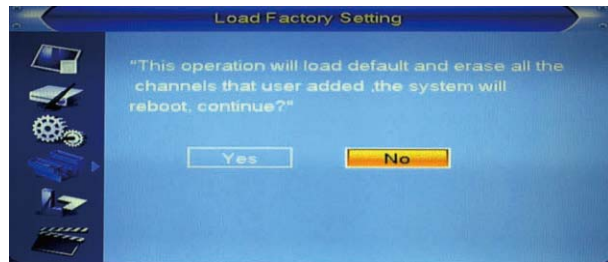 Load Factory Setting
"This operation will load default and erase all the
channels that user added ,the system will
reboot, continue?"
Yes No